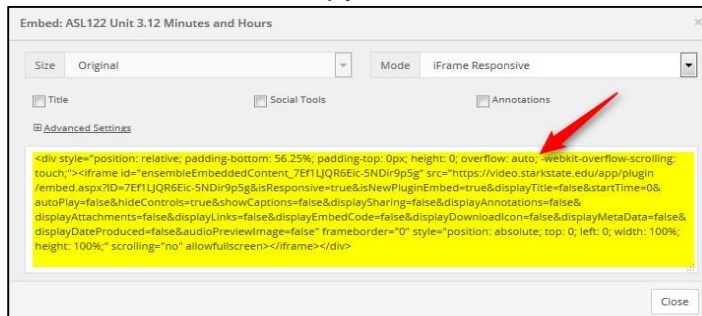 Embed: ASL122 Unit 3.12 Minutes and Hours ×
Size Original Mode iFrame Responsive
Title Social Tools Annotations
Advanced Settings
<div style="position: relative; padding-bottom: 56.25%; padding-top: 0px; height: 0; overflow: auto; -webkit-overflow-scrolling:
touch;"><iframe id="ensembleEmbeddedContent_7Ef1LJQR6Eic-5NDir9p5g" src="https://video.starkstate.edu/app/plugin
/embed.aspx?ID=7Ef1LJQR6Eic-5NDir9p5g&isResponsive=true&isNewPluginEmbed=true&displayTitle=false&startTime=0&
autoPlay=false&hideControls=true&showCaptions=false&displaySharing=false&displayAnnotations=false&
displayAttachments=false&displayLinks=false&displayEmbedCode=false&displayDownloadIcon=false&displayMetaData=false&
displayDateProduced=false&audioPreviewImage=false" frameborder="0" style="position: absolute; top: 0; left: 0; width: 100%;
height: 100%;" scrolling="no" allowfullscreen></iframe></div>
Close